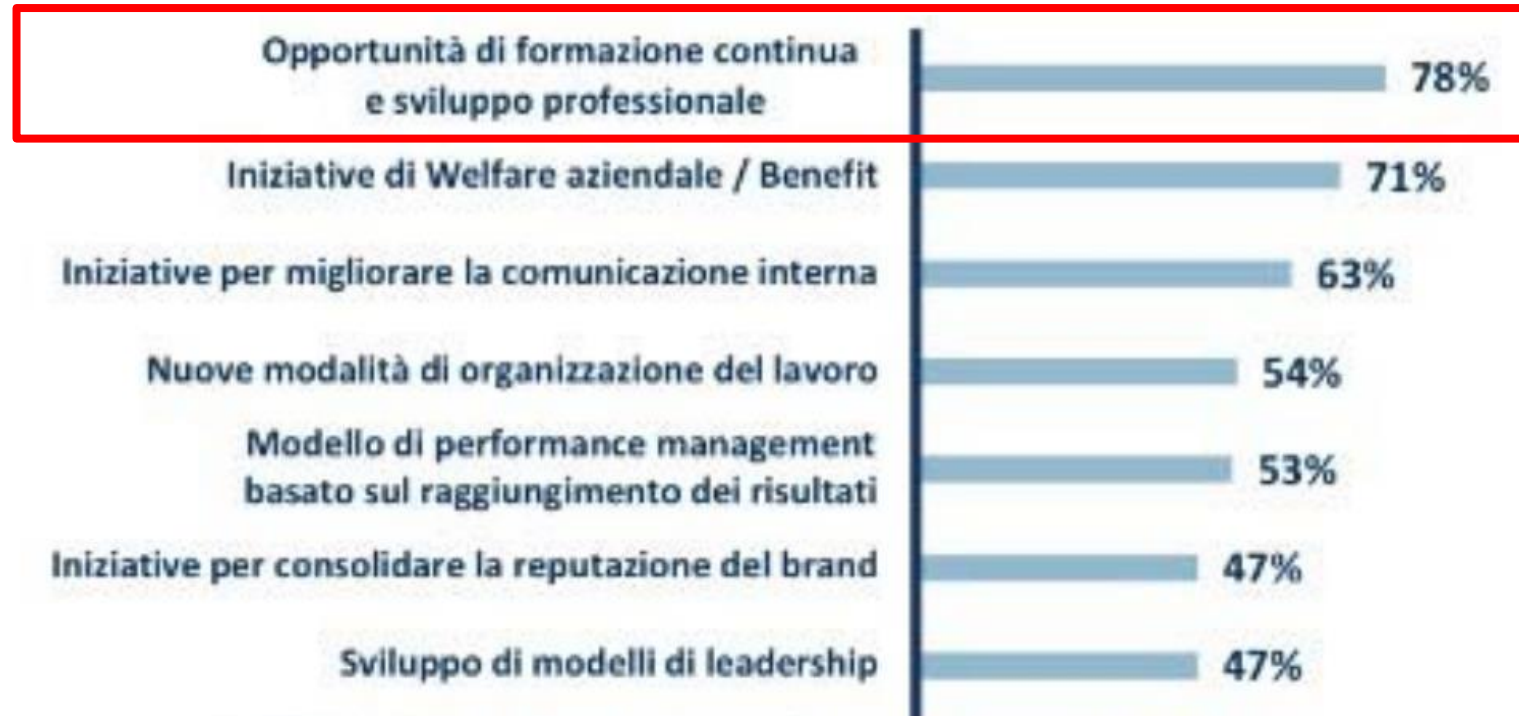 Opportunità di formazione continua
e sviluppo professionale
78%
Iniziative di Welfare aziendale / Benefit
71%
Iniziative per migliorare la comunicazione interna
63%
Nuove modalità di organizzazione del lavoro
54%
Modello di performance management
basato sul raggiungimento dei risultati
53%
Iniziative per consolidare la reputazione del brand
47%
Sviluppo di modelli di leadership
47%